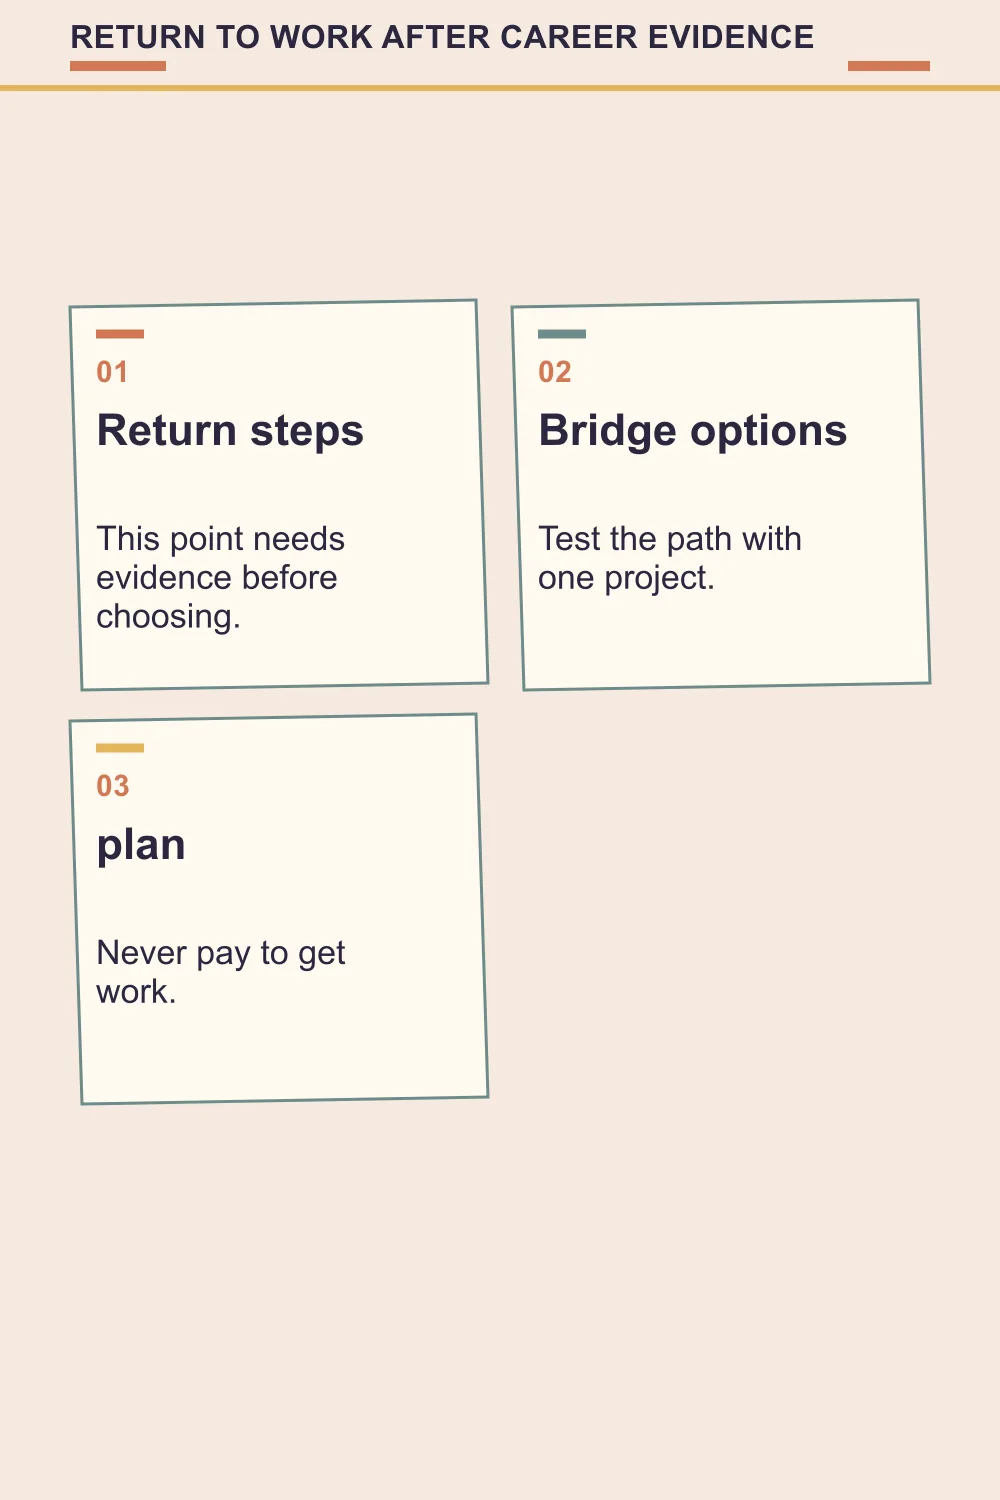 RETURN TO WORK AFTER CAREER EVIDENCE
01
Return steps
This point needs
evidence before
choosing.
02
Bridge options
Test the path with
one project.
03
plan
Never pay to get
work.